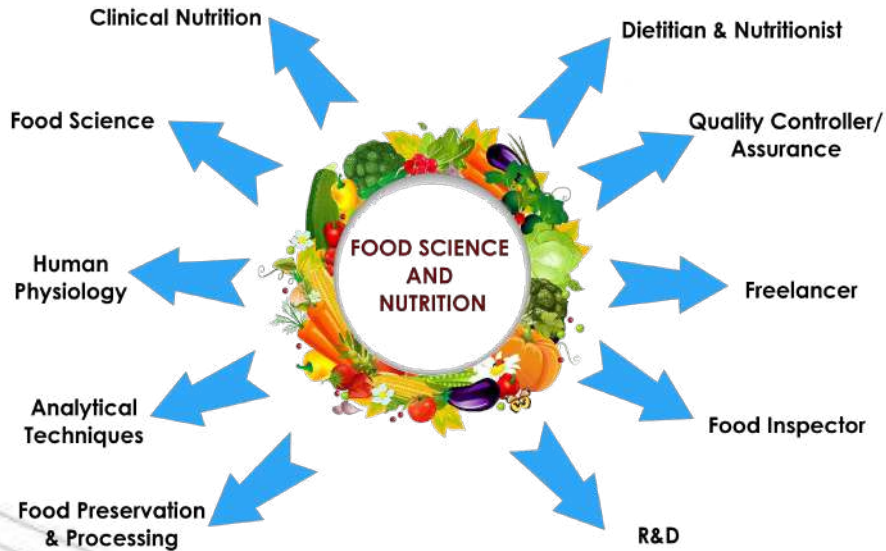 Clinical Nutrition
Dietitian & Nutritionist
Food Science
Quality Controller/
Assurance
FOOD SCIENCE
AND
NUTRITION
Human
Physiology
Freelancer
Analytical
Techniques
Food Inspector
Food Preservation
& Processing
R&D